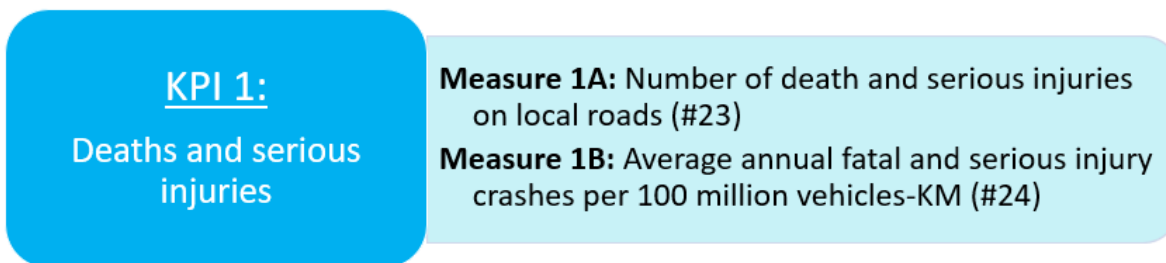 KPI 1:
Deaths and serious
injuries
Measure 1A: Number of death and serious injuries
on local roads (#23)
Measure 1B: Average annual fatal and serious injury
crashes per 100 million vehicles-KM (#24)